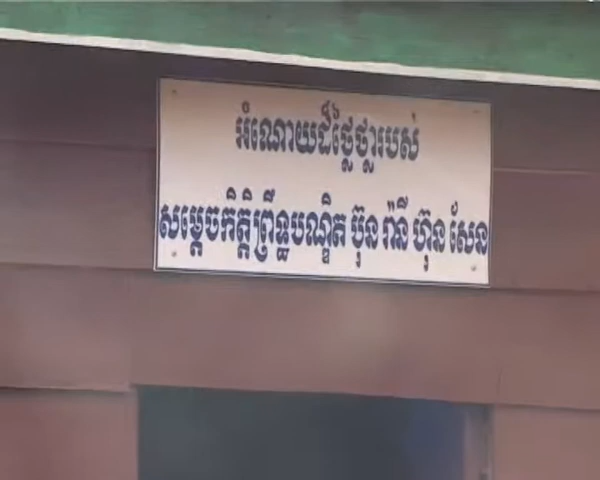 អំណោយដ៏ថ្លៃថ្លារបស់
សម្តេចកិត្តិព្រឹទ្ធបណ្ឌិត ប៊ុន រ៉ានី ហ៊ុន សែន